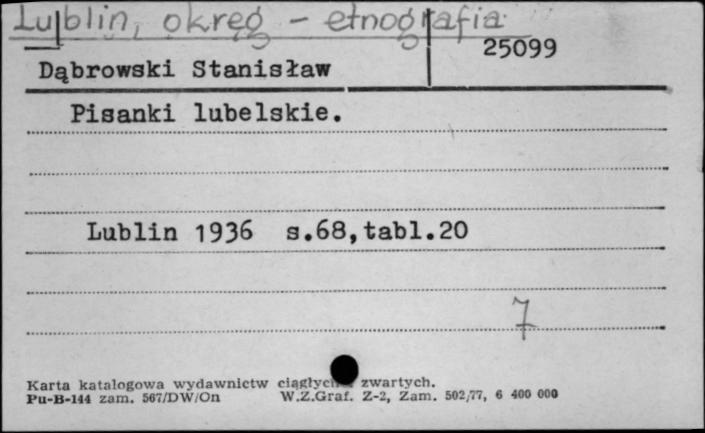 Lublin, okręg - etnografia
25099
Dąbrowski Stanisław
Pisanki lubelskie.
Lublin 1936 s.68,tabl.20
7
Karta katalogowa wydawnictw zwartych.
Pu-B-144 zam. 567/DW/On W.Z.Graf. Z-2, Zam. 502/77, 6 400 000